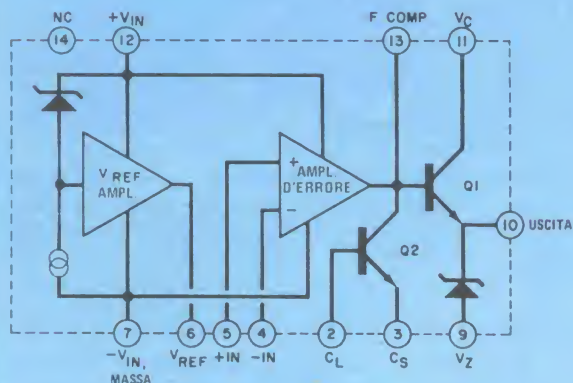 NC
+VIN
F COMP
VC
14
12
13
11
VREF
AMPL.
+
AMPL.
D'ERRORE
-
Q1
Q2
10 USCITA
7
6
5
4
2
3
9
-VIN,
MASSA
VREF
+IN
-IN
CL
CS
VZ